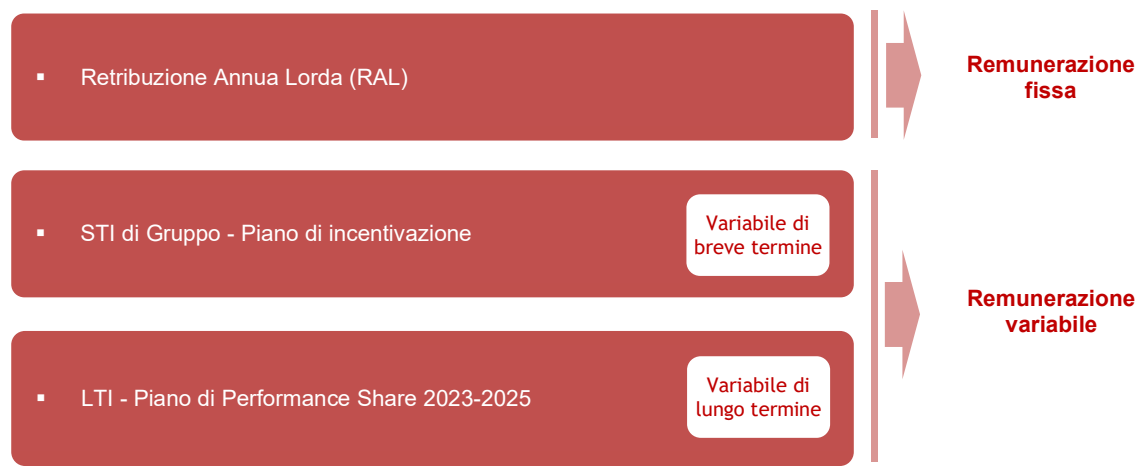 ▪ Retribuzione Annua Lorda (RAL)
Remunerazione
fissa
▪ STI di Gruppo - Piano di incentivazione
Variabile di
breve termine
Remunerazione
variabile
▪ LTI - Piano di Performance Share 2023-2025
Variabile di
lungo termine